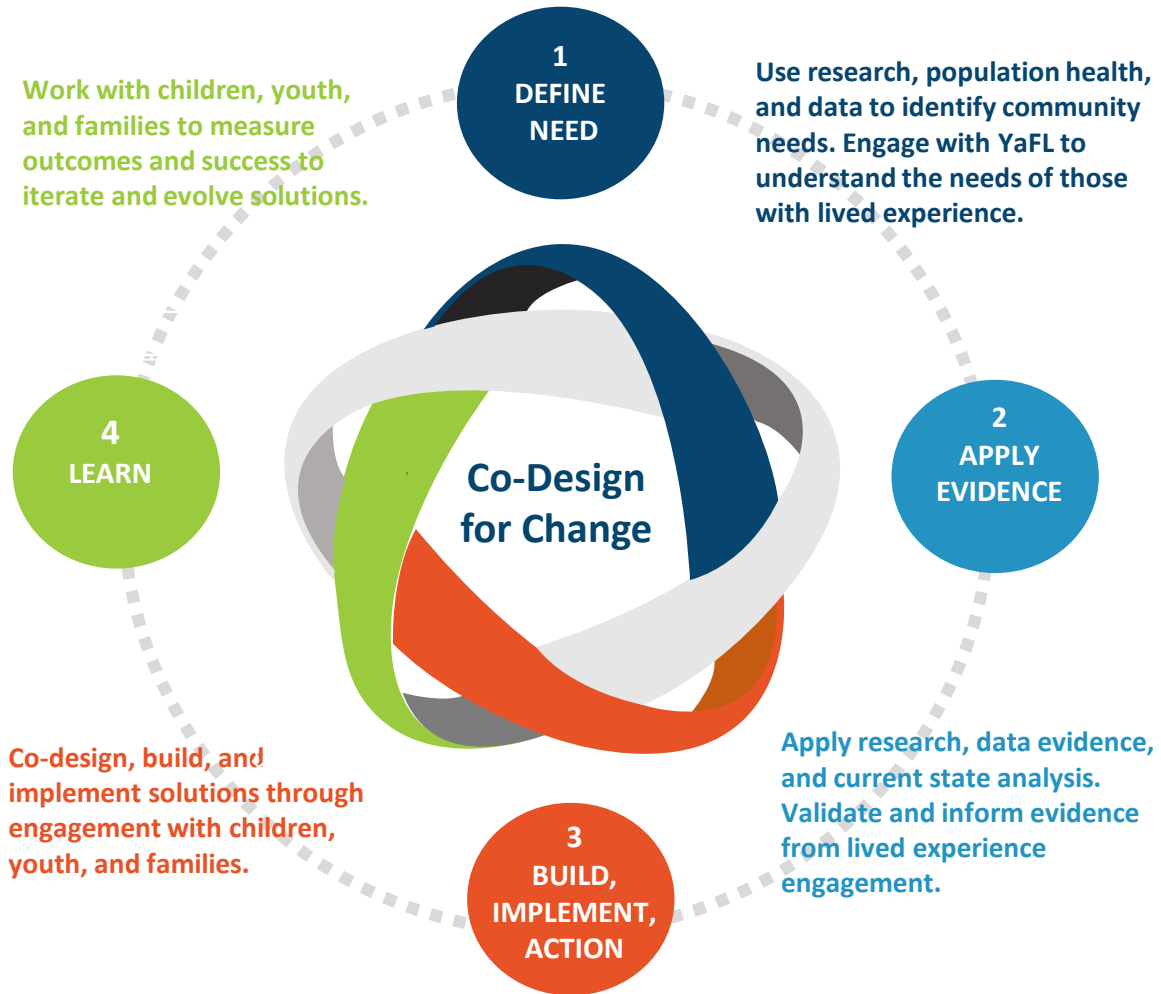 1
DEFINE
NEED
Use research, population health,
and data to identify community
needs. Engage with YaFL to
understand the needs of those
with lived experience.
2
APPLY
EVIDENCE
Apply research, data evidence,
and current state analysis.
Validate and inform evidence
from lived experience
engagement.
3
BUILD,
IMPLEMENT,
ACTION
Co-design, build, and
implement solutions through
engagement with children,
youth, and families.
4
LEARN
Work with children, youth,
and families to measure
outcomes and success to
iterate and evolve solutions.
Co-Design
for Change